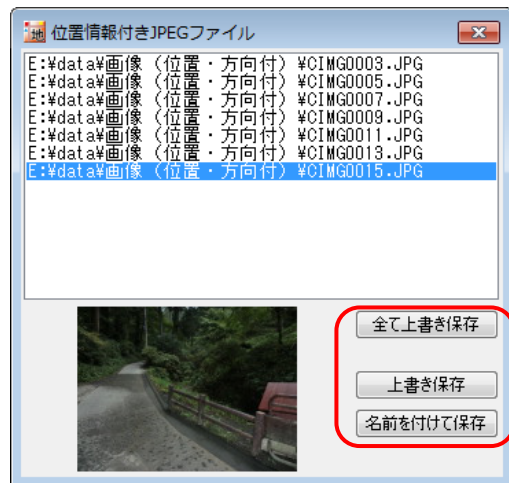 地 位置情報付きJPEGファイル
E:¥data¥画像（位置・方向付）¥CIMG0003.JPG
E:¥data¥画像（位置・方向付）¥CIMG0005.JPG
E:¥data¥画像（位置・方向付）¥CIMG0007.JPG
E:¥data¥画像（位置・方向付）¥CIMG0009.JPG
E:¥data¥画像（位置・方向付）¥CIMG0011.JPG
E:¥data¥画像（位置・方向付）¥CIMG0013.JPG
E:¥data¥画像（位置・方向付）¥CIMG0015.JPG
全て上書き保存
上書き保存
名前を付けて保存